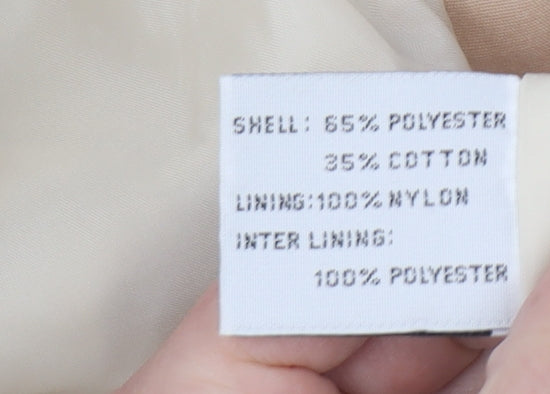 SHELL: 65% POLYESTER
35% COTTON
LINING:100% NYLON
INTER LINING:
100% POLYESTER